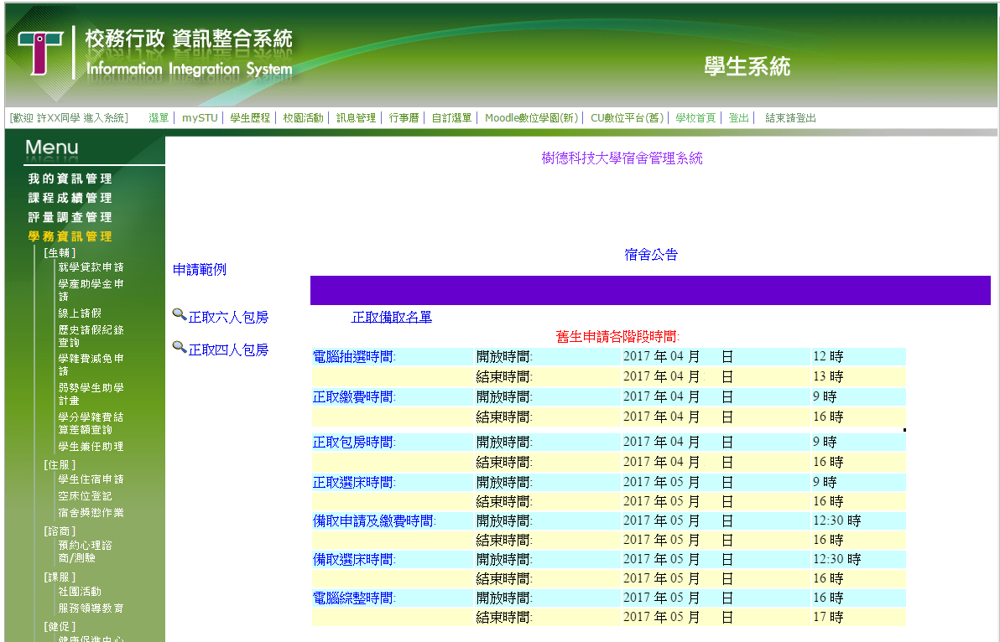 校務行政 資訊整合系統
Information Integration System
學生系統
[歡迎 許XX同學 進入系統] 選單 | mySTU | 學生歷程 | 校園活動 | 訊息管理 | 行事曆 | 自訂選單 | Moodle數位學園(新) | CU數位平台(舊) | 學校首頁 | 登出 | 結束請登出
Menu
我的資訊管理
課程成績管理
評量調查管理
學務資訊管理
[生輔]
就學貸款申請
學產助學金申
請
線上請假
歷史請假紀錄
查詢
學雜費減免申
請
弱勢學生助學
計畫
學分學雜費結
算差額查詢
學生兼任助理
[住服]
學生住宿申請
空床位登記
宿舍獎懲作業
[諮商]
預約心理諮
商/測驗
[課服]
社團活動
服務領導教育
[健促]
健康促進中心
樹德科技大學宿舍管理系統
宿舍公告
申請範例
正取六人包房
正取四人包房
正取備取名單
舊生申請各階段時間:
電腦抽選時間: 開放時間: 2017 年 04 月 日 12 時
結束時間: 2017 年 04 月 日 13 時
正取繳費時間: 開放時間: 2017 年 04 月 日 9 時
結束時間: 2017 年 04 月 日 16 時
正取包房時間: 開放時間: 2017 年 04 月 日 9 時
結束時間: 2017 年 04 月 日 16 時
正取選床時間: 開放時間: 2017 年 05 月 日 9 時
結束時間: 2017 年 05 月 日 16 時
備取申請及繳費時間: 開放時間: 2017 年 05 月 日 12:30 時
結束時間: 2017 年 05 月 日 16 時
備取選床時間: 開放時間: 2017 年 05 月 日 12:30 時
結束時間: 2017 年 05 月 日 16 時
電腦綜整時間: 開放時間: 2017 年 05 月 日 16 時
結束時間: 2017 年 05 月 日 17 時